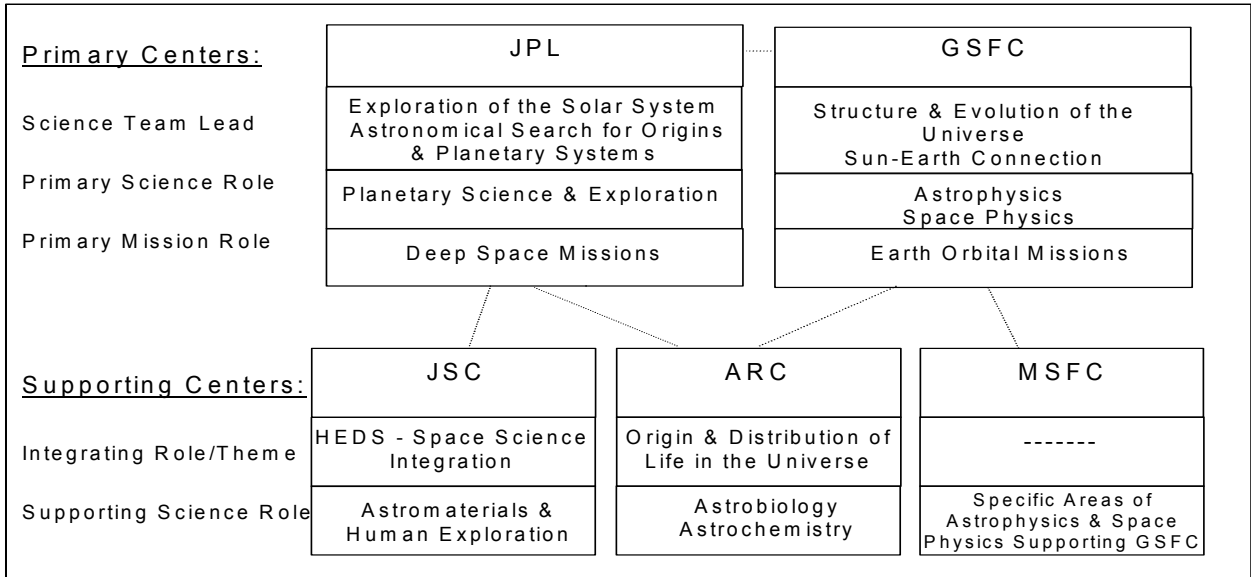 Primary Centers:
JPL
GSFC
Science Team Lead
Exploration of the Solar System
Astronomical Search for Origins
& Planetary Systems
Structure & Evolution of the
Universe
Sun-Earth Connection
Primary Science Role
Planetary Science & Exploration
Astrophysics
Space Physics
Primary Mission Role
Deep Space Missions
Earth Orbital Missions
Supporting Centers:
JSC
ARC
MSFC
Integrating Role/Theme
HEDS - Space Science
Integration
Origin & Distribution of
Life in the Universe
-------
Supporting Science Role
Astromaterials &
Human Exploration
Astrobiology
Astrochemistry
Specific Areas of
Astrophysics & Space
Physics Supporting GSFC